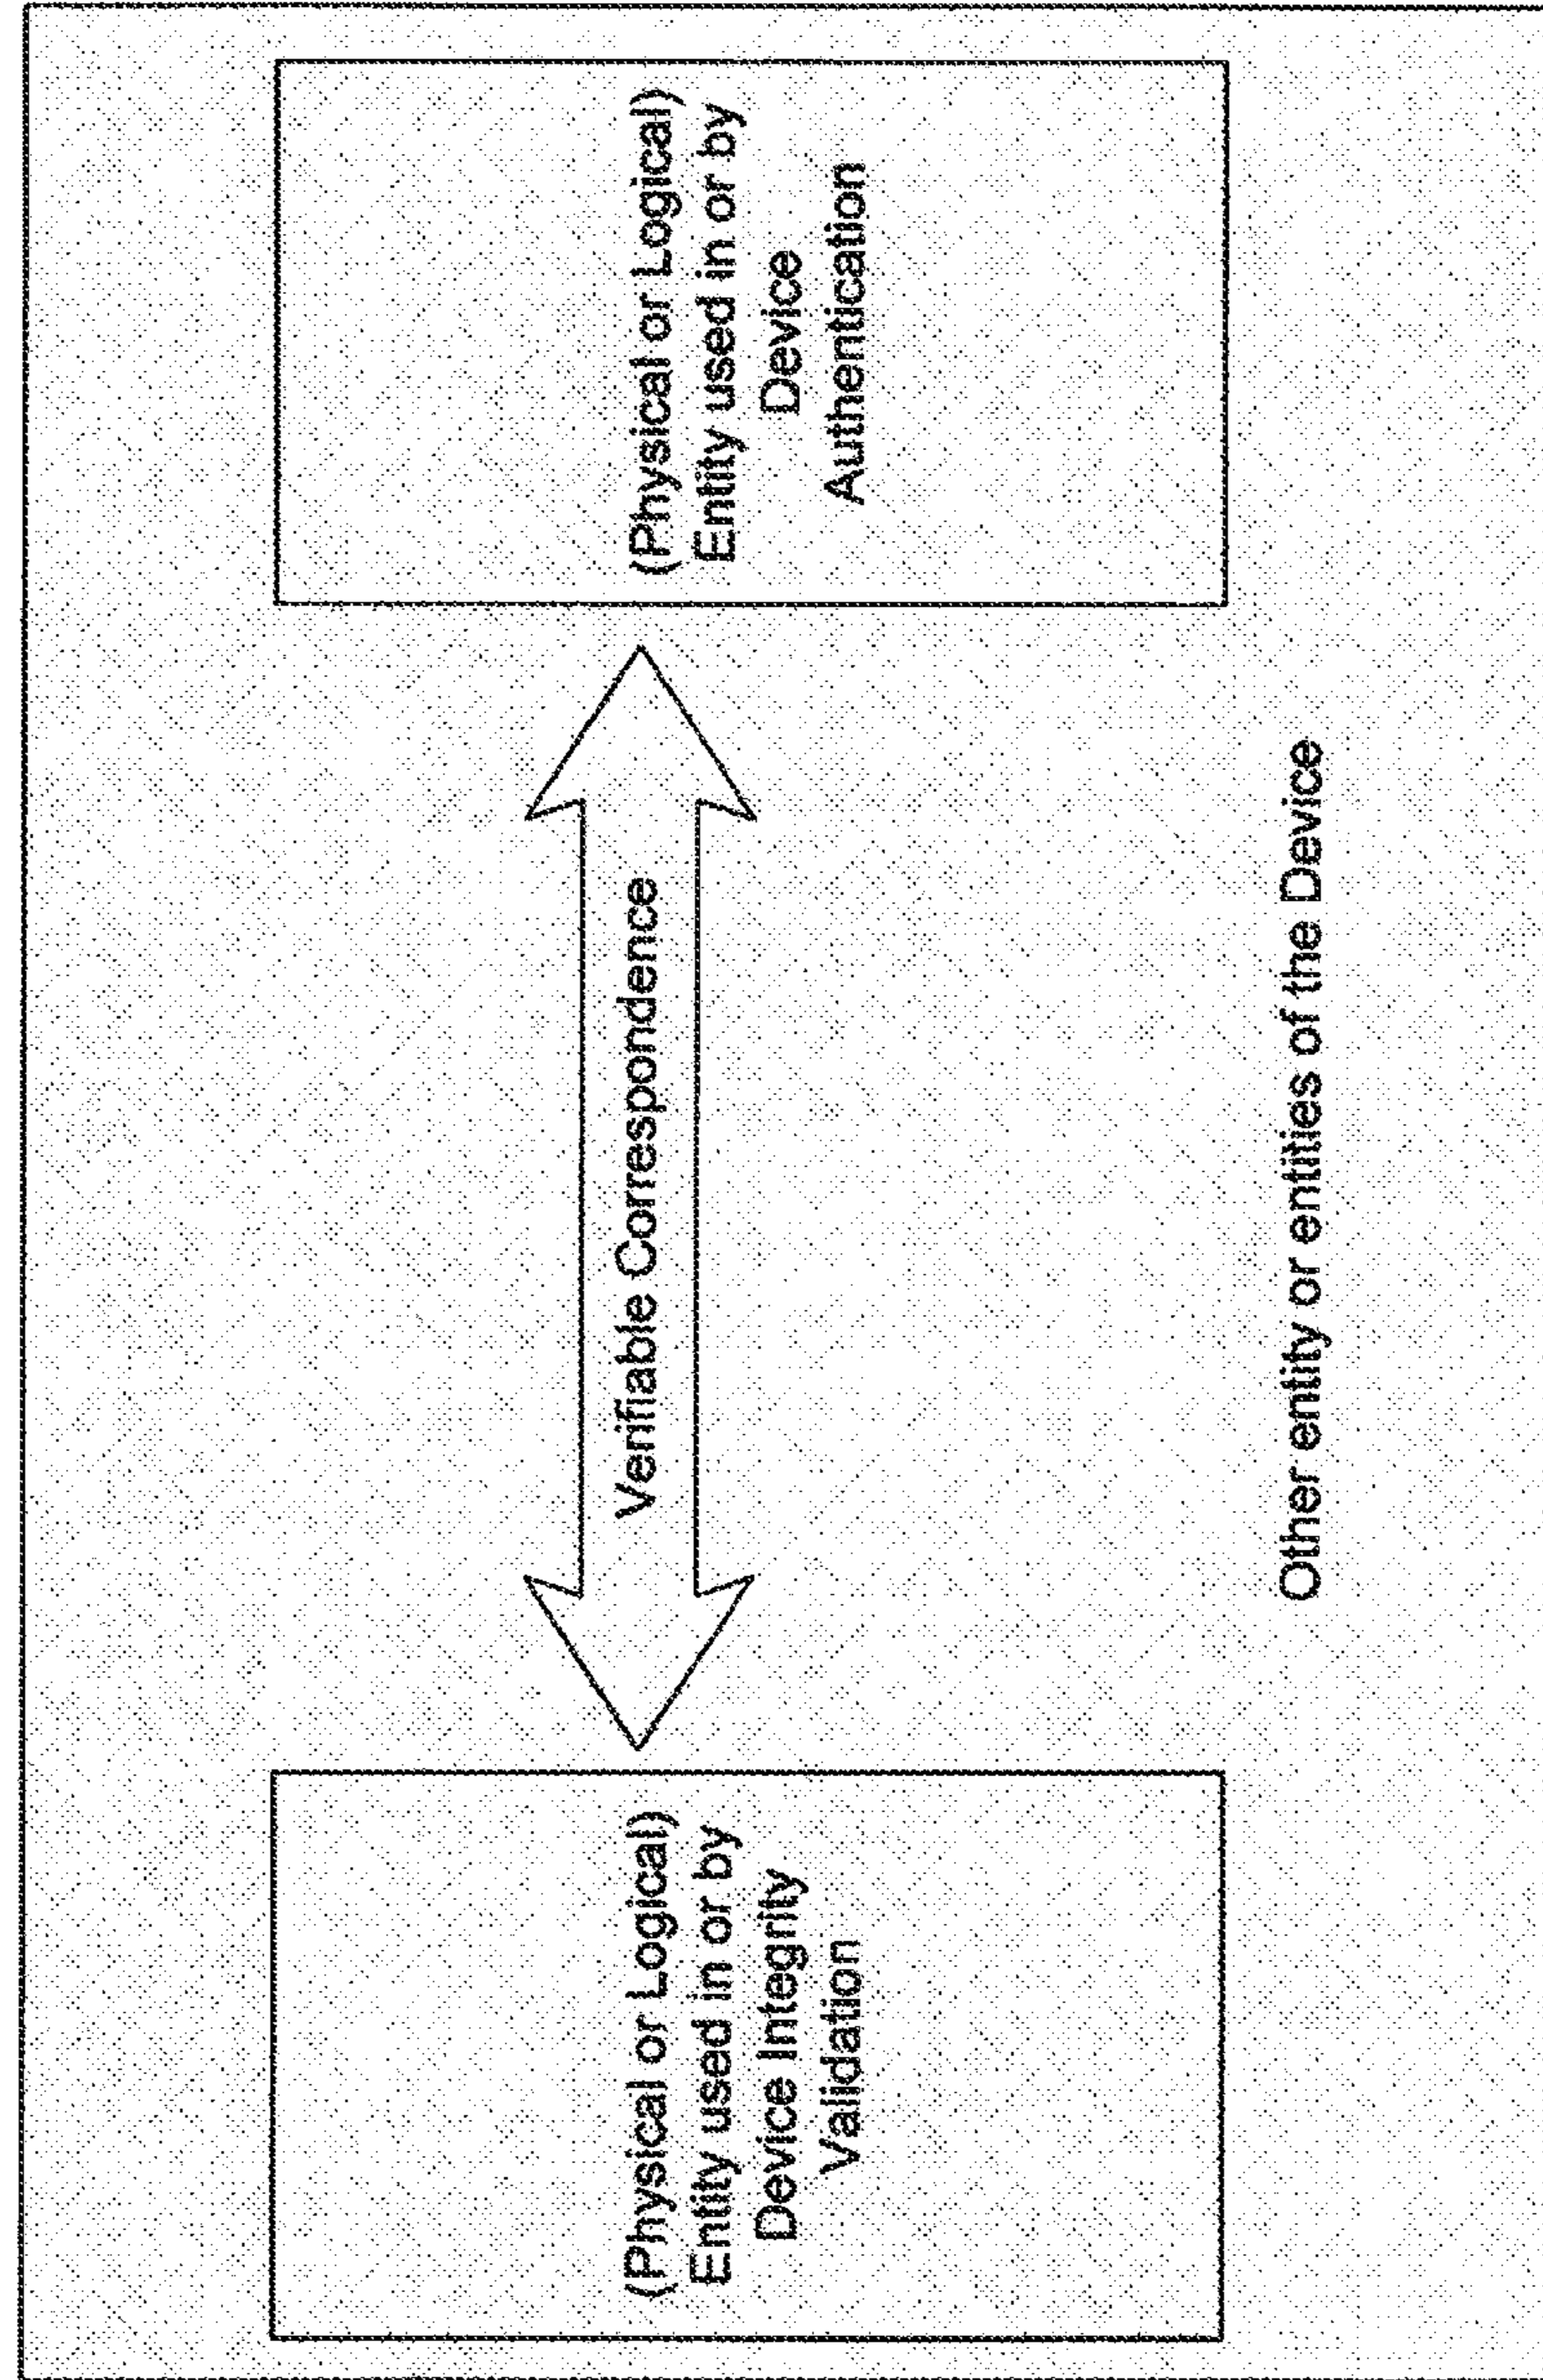 (Physical or Logical)
Entity used in or by
Device Integrity
Validation
Verifiable Correspondence
(Physical or Logical)
Entity used in or by
Device
Authentication
Other entity or entities of the Device